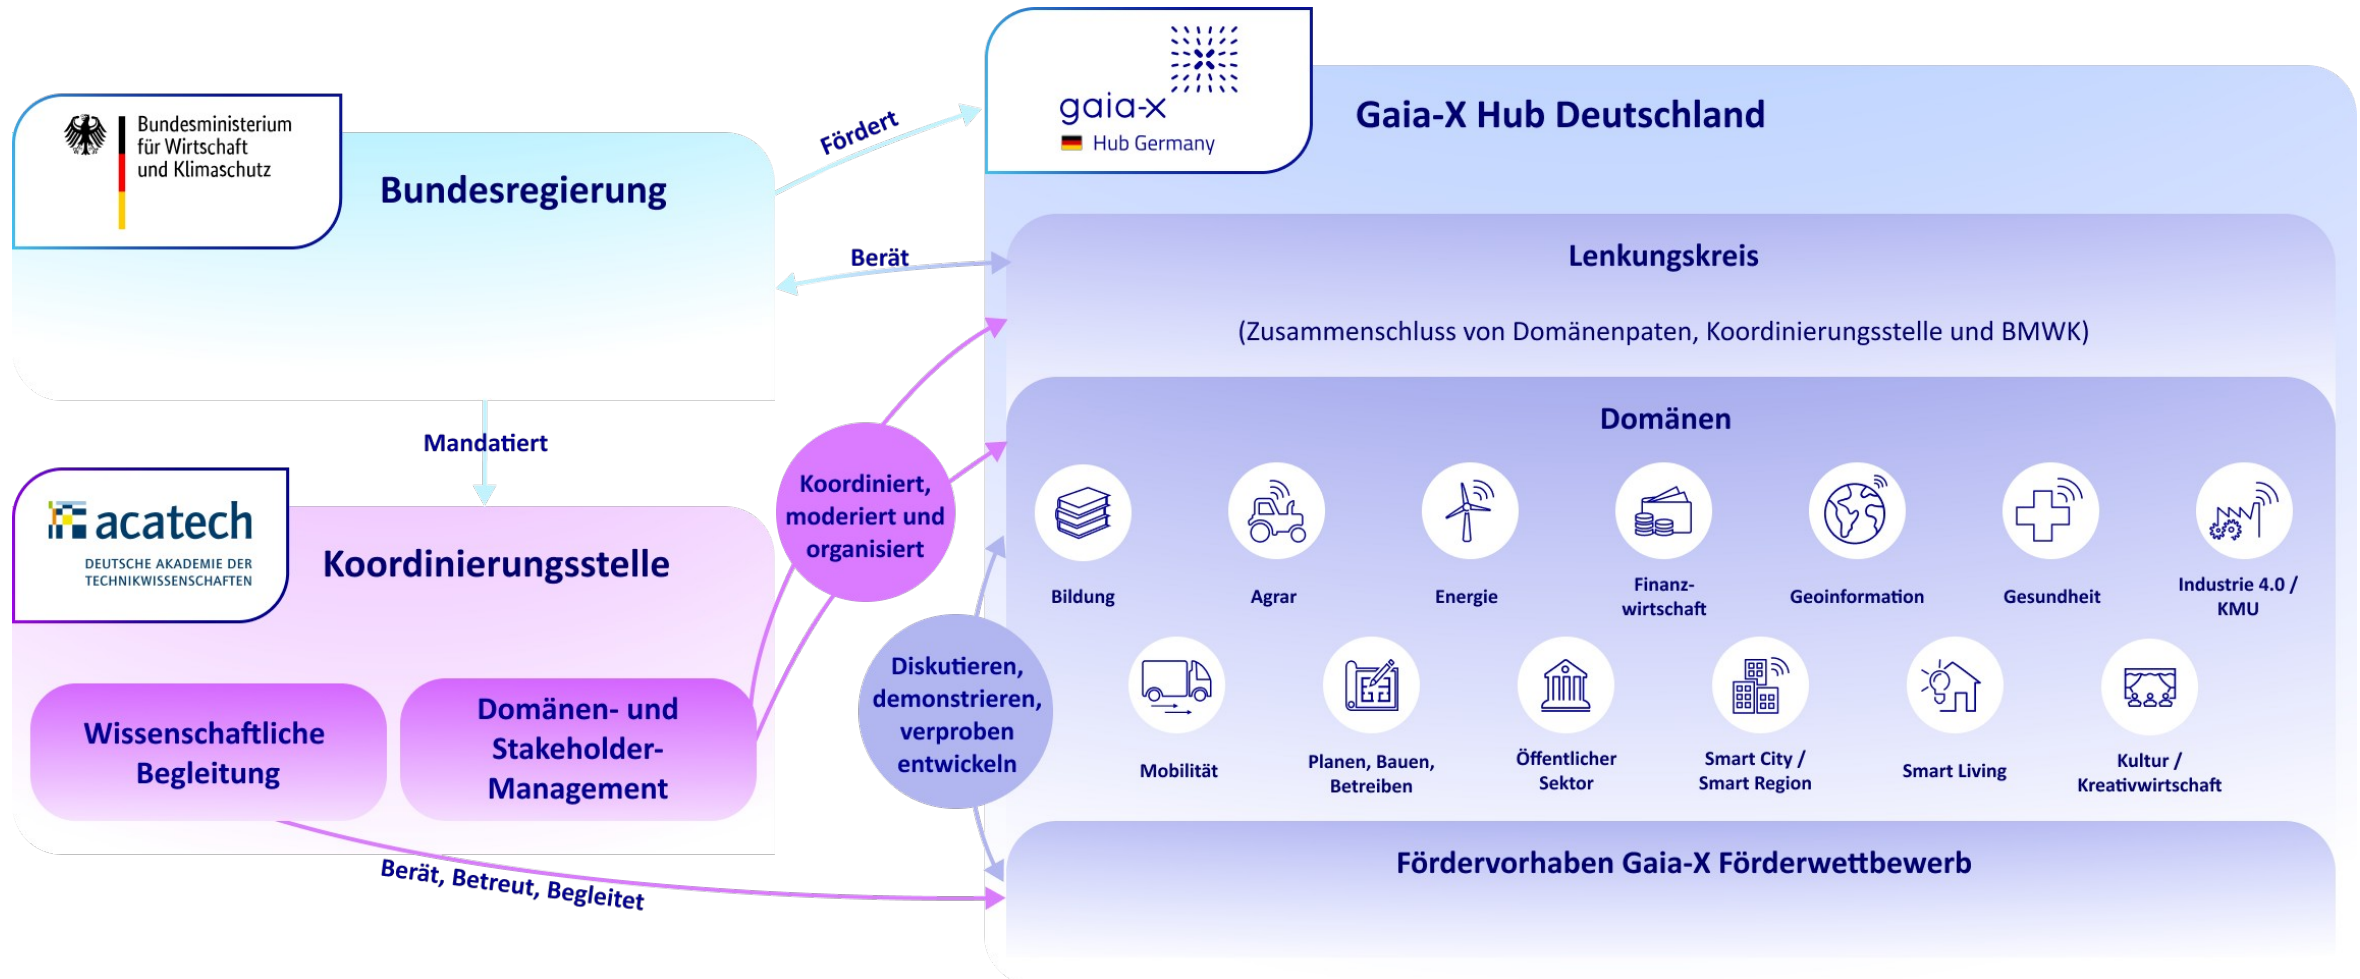 Bundesministerium
für Wirtschaft
und Klimaschutz
Bundesregierung
Fördert
gaia-x
Hub Germany
Gaia-X Hub Deutschland
Berät
Lenkungskreis
(Zusammenschluss von Domänenpaten, Koordinierungsstelle und BMWK)
Mandatiert
acatech
DEUTSCHE AKADEMIE DER
TECHNIKWISSENSCHAFTEN
Koordinierungsstelle
Wissenschaftliche
Begleitung
Domänen- und
Stakeholder-
Management
Koordiniert,
moderiert und
organisiert
Diskutieren,
demonstrieren,
verproben
entwickeln
Berät, Betreut, Begleitet
Domänen
Bildung
Agrar
Energie
Finanz-
wirtschaft
Geoinformation
Gesundheit
Industrie 4.0 /
KMU
Mobilität
Planen, Bauen,
Betreiben
Öffentlicher
Sektor
Smart City /
Smart Region
Smart Living
Kultur /
Kreativwirtschaft
Fördervorhaben Gaia-X Förderwettbewerb